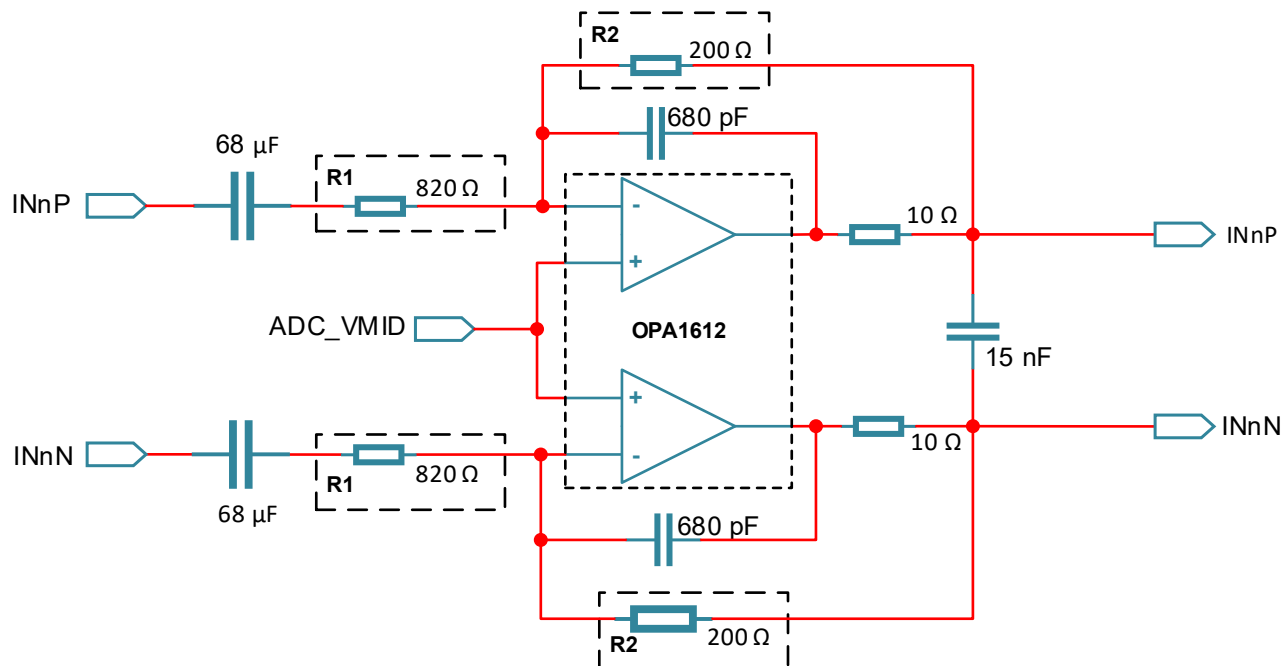 R2
200 Ω
680 pF
68 µF
R1
820 Ω
INnP
-
+
10 Ω
INnP
ADC_VMID
OPA1612
15 nF
+
-
10 Ω
INnN
INnN
R1
820 Ω
68 µF
680 pF
R2
200 Ω